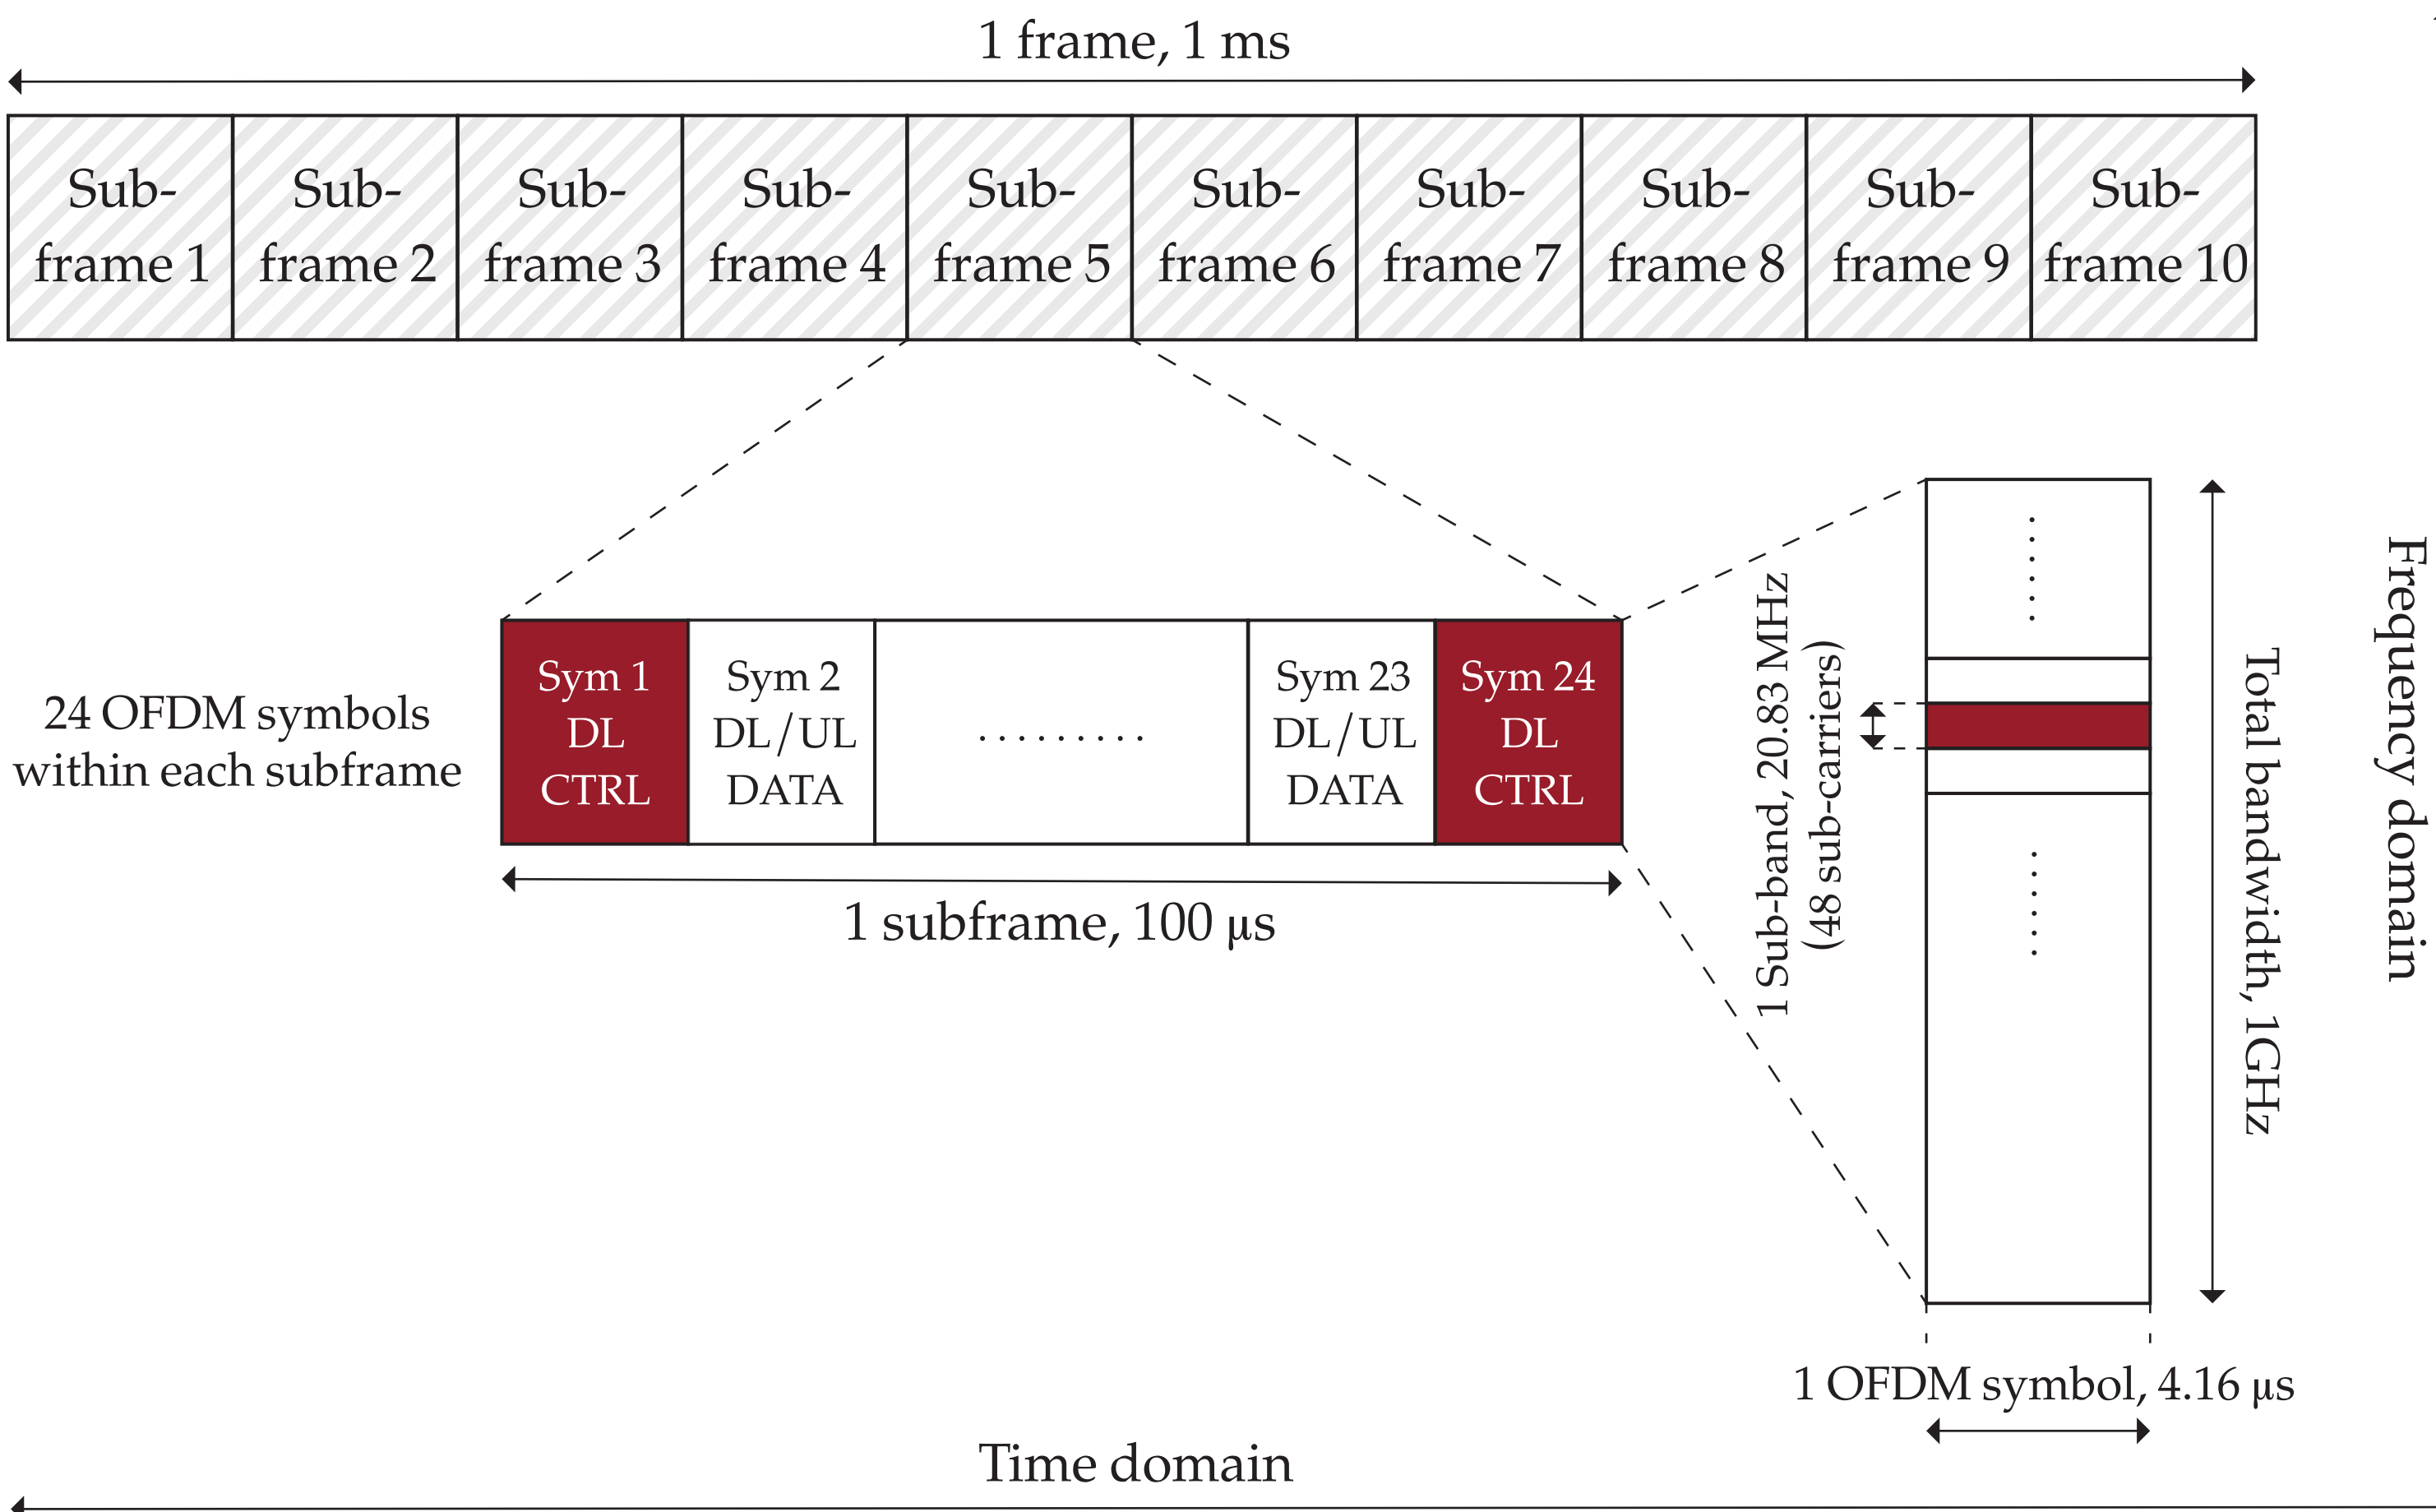 1 frame, 1 ms
Sub-
frame 1
Sub-
frame 2
Sub-
frame 3
Sub-
frame 4
Sub-
frame 5
Sub-
frame 6
Sub-
frame 7
Sub-
frame 8
Sub-
frame 9
Sub-
frame 10
24 OFDM symbols
within each subframe
Sym 1
DL
CTRL
Sym 2
DL/UL
DATA
.........
Sym 23
DL/UL
DATA
Sym 24
DL
CTRL
1 subframe, 100 µs
1 Sub-band, 20.83 MHz
(48 sub-carriers)
......
......
Total bandwidth, 1GHz
Frequency domain
1 OFDM symbol, 4.16 µs
Time domain